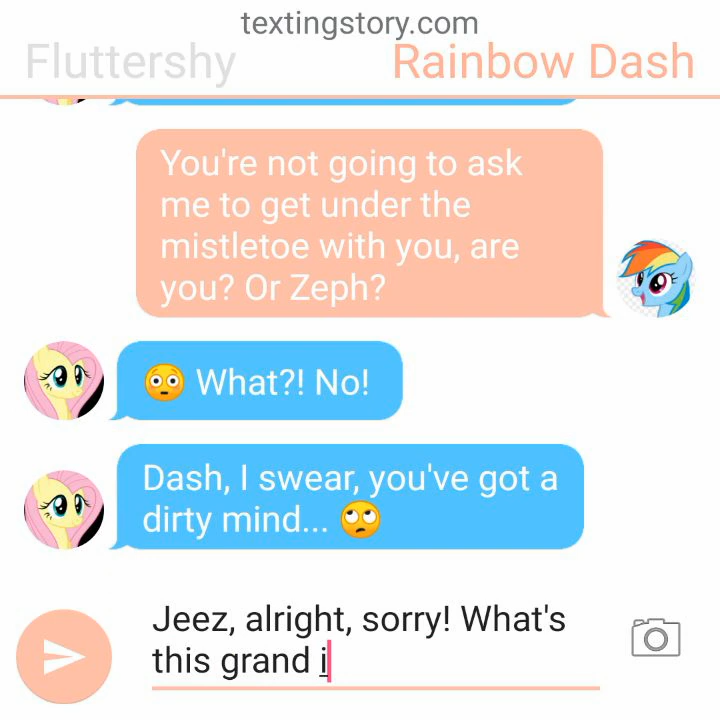 textingstory.com
Fluttershy
Rainbow Dash
You're not going to ask
me to get under the
mistletoe with you, are
you? Or Zeph?
😳 What?! No!
Dash, I swear, you've got a
dirty mind... 🙄
Jeez, alright, sorry! What's
this grand i